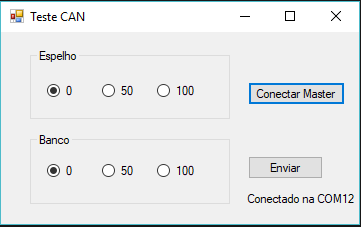 Teste CAN
Espelho
0 50 100
Conectar Master
Banco
0 50 100
Enviar
Conectado na COM12